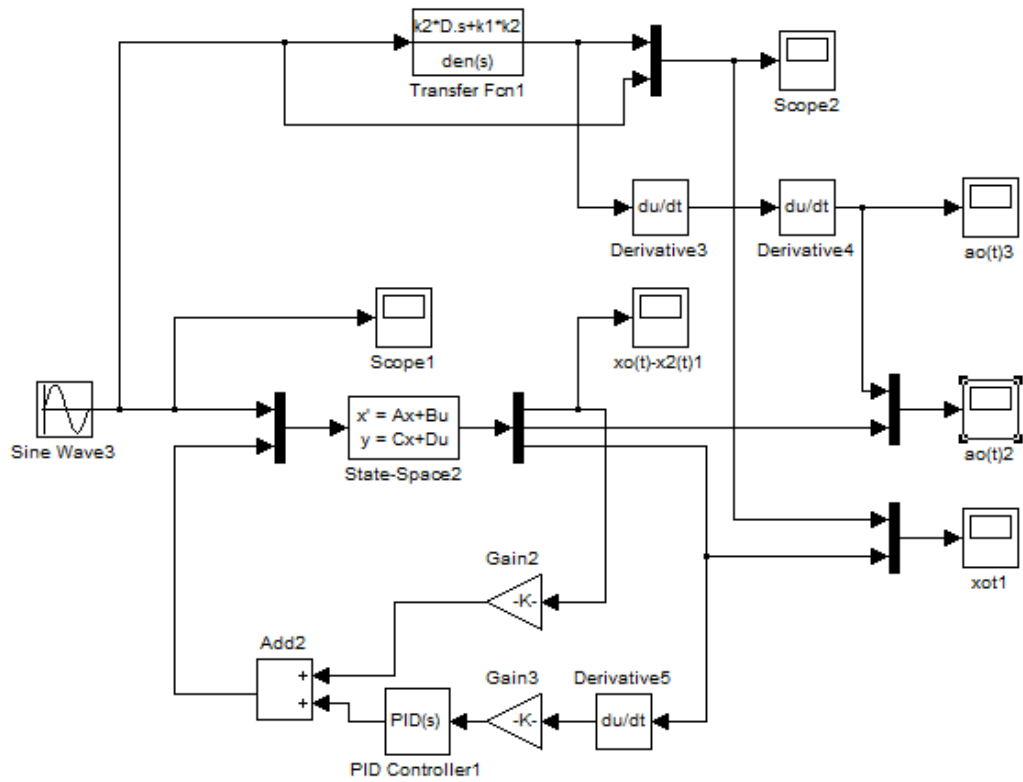 k2*D.s+k1*k2
den(s)
Transfer Fcn1
Scope2
du/dt
Derivative3
du/dt
Derivative4
ao(t)3
Scope1
xo(t)-x2(t)1
Sine Wave3
x' = Ax+Bu
y = Cx+Du
State-Space2
ao(t)2
xot1
Gain2
-K-
Add2
+
+
PID(s)
PID Controller1
Gain3
-K-
Derivative5
du/dt